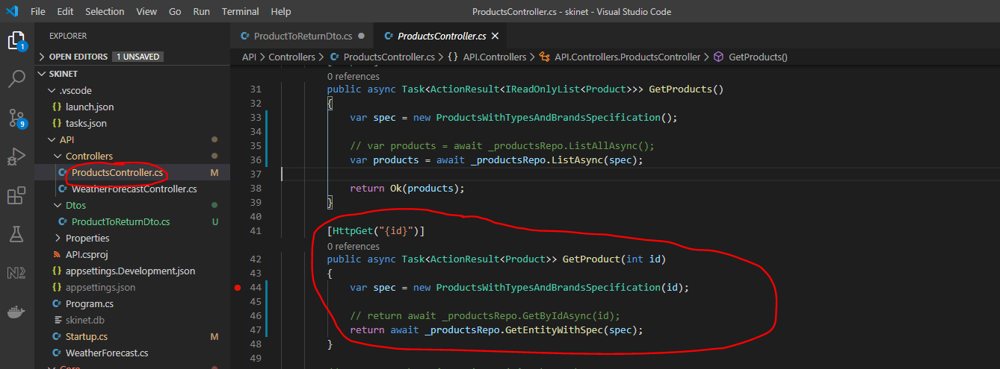 File Edit Selection View Go Run Terminal Help ProductsController.cs - skinet - Visual Studio Code
EXPLORER
OPEN EDITORS 1 UNSAVED
SKINET
.vscode
launch.json
tasks.json
API
Controllers
ProductsController.cs M
WeatherForecastController.cs
Dtos
ProductToReturnDto.cs U
Properties
API.csproj
appsettings.Development.json
appsettings.json
Program.cs
skinet.db
Startup.cs M
WeatherForecast.cs
1
9
ProductToReturnDto.cs ProductsController.cs
API > Controllers > ProductsController.cs > {} API.Controllers > API.Controllers.ProductsController > GetProducts()
0 references
31 public async Task<ActionResult<IReadOnlyList<Product>>> GetProducts()
32 {
33 var spec = new ProductsWithTypesAndBrandsSpecification();
34
35 // var products = await _productsRepo.ListAllAsync();
36 var products = await _productsRepo.ListAsync(spec);
37
38 return Ok(products);
39 }
40
41 [HttpGet("{id}")]
0 references
42 public async Task<ActionResult<Product>> GetProduct(int id)
43 {
44 var spec = new ProductsWithTypesAndBrandsSpecification(id);
45
46 // return await _productsRepo.GetByIdAsync(id);
47 return await _productsRepo.GetEntityWithSpec(spec);
48 }
49